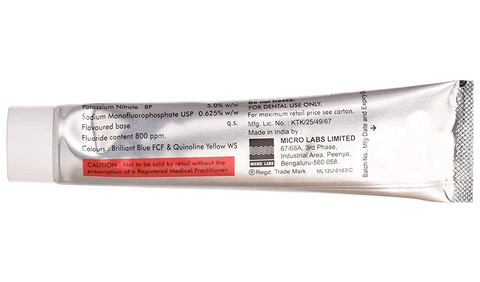 Potassium Nitrate BP 5.0% w/w
Sodium Monofluorophosphate USP 0.625% w/w
Flavoured base q.s.
Fluoride content 800 ppm.
Colours : Brilliant Blue FCF & Quinoline Yellow WS
CAUTION : Not to be sold by retail without the
prescription of a Registered Medical Practitioner.
Do not freeze.
FOR DENTAL USE ONLY.
For maximum retail price see carton.
Mfg. Lic. No.: KTK/25/49/67
Made in India by :
MICRO LABS
MICRO LABS LIMITED
67/68A, 3rd Phase,
Industrial Area, Peenya,
Bengaluru-560 058.
® Regd. Trade Mark ML12U-0163/C
Batch No., Mfg Date and Expiry